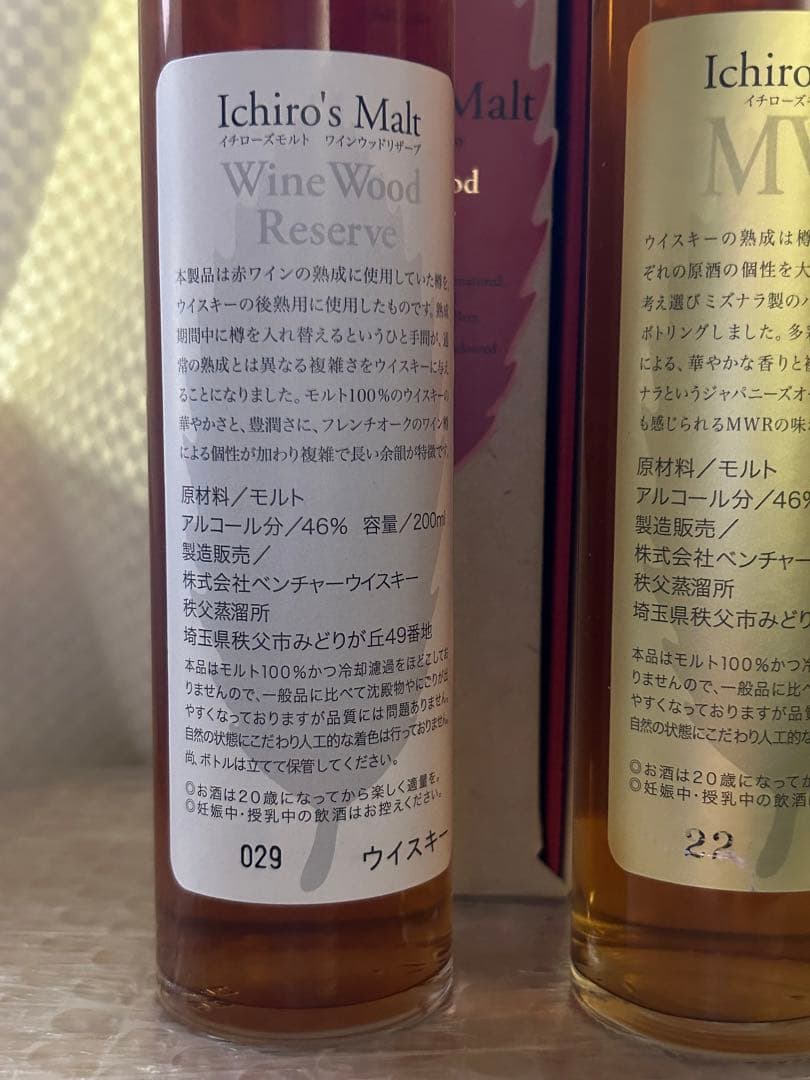 Ichiro's Malt
イチローズモルト ワインウッドリザーブ
Wine Wood
Reserve
本製品は赤ワインの熟成に使用していた樽を、
ウイスキーの後熟用に使用したものです。熟成
期間中に樽を入れ替えるというひと手間が、通
常の熟成とは異なる複雑さをウイスキーに与え
ることになりました。モルト100%のウイスキーの
華やかさと、豊潤さに、フレンチオークのワイン樽
による個性が加わり複雑で長い余韻が特徴です。
原材料／モルト
アルコール分／46% 容量／200ml
製造販売／
株式会社ベンチャーウイスキー
秩父蒸溜所
埼玉県秩父市みどりが丘49番地
本品はモルト100%かつ冷却濾過をほどこしてお
りませんので、一般品に比べて沈殿物やにごりが出
やすくなっておりますが品質には問題ありません。
自然の状態にこだわり人工的な着色は行っておりません。
尚、ボトルは立てて保管してください。
◎お酒は20歳になってから楽しく適量を。
◎妊娠中・授乳中の飲酒はお控えください。
029 ウイスキー
Malt
od
Ichiro's
イチローズ
MW
ウイスキーの熟成は樽
ぞれの原酒の個性を大
考え選びミズナラ製の
ボトリングしました。多
による、華やかな香りと
ナラというジャパニーズオー
も感じられるMWRの味
原材料／モルト
アルコール分／46%
製造販売／
株式会社ベンチャー
秩父蒸溜所
埼玉県秩父市みどり
本品はモルト100%かつ冷
りませんので、一般品に比べ
やすくなっておりますが品
自然の状態にこだわり人工的な
◎お酒は20歳になってか
◎妊娠中・授乳中の飲酒
22